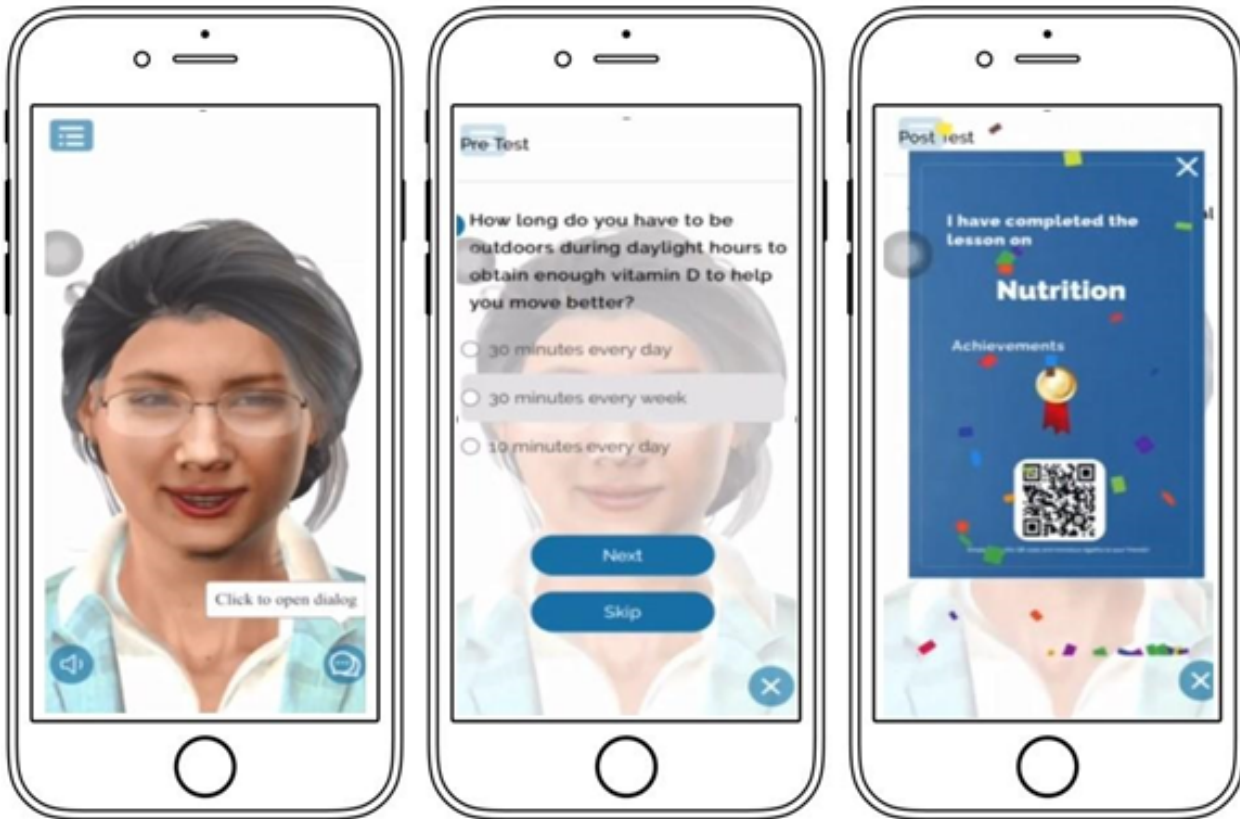 Click to open dialog
Pre Test
How long do you have to be
outdoors during daylight hours to
obtain enough vitamin D to help
you move better?
30 minutes every day
30 minutes every week
10 minutes every day
Next
Skip
Post Test
I have completed the
lesson on
Nutrition
Achievements